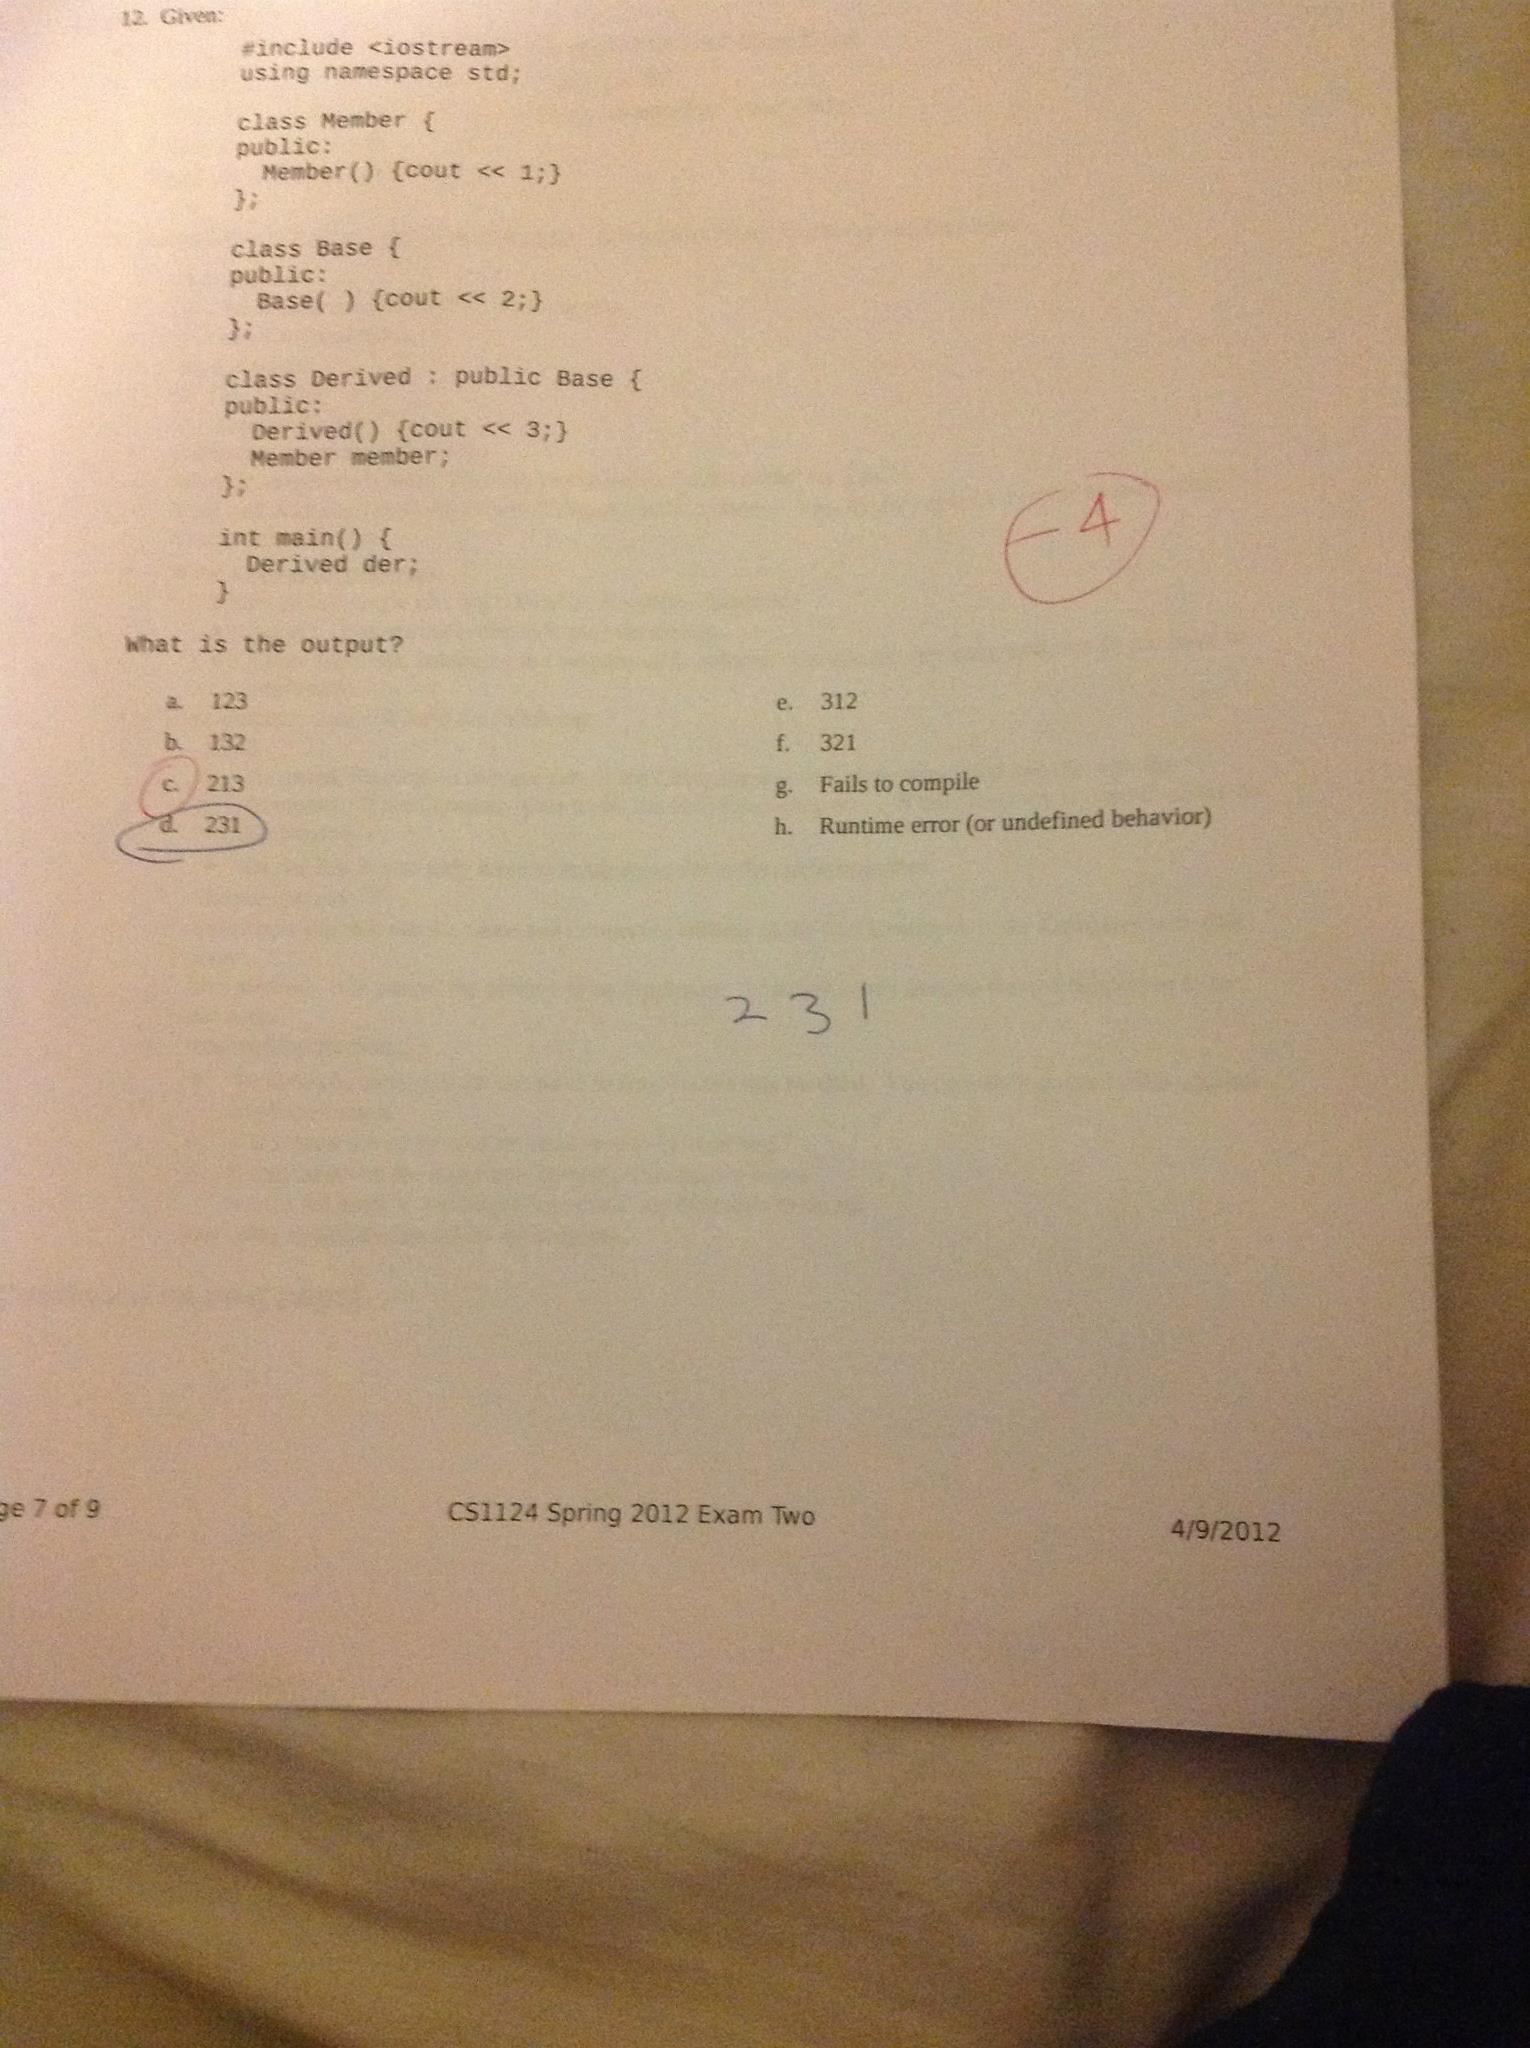 12. Given:
#include <iostream>
using namespace std;
class Member {
public:
Member() {cout << 1;}
};
class Base {
public:
Base( ) {cout << 2;}
};
class Derived : public Base {
public:
Derived() {cout << 3;}
Member member;
};
int main() {
Derived der;
}
-4
What is the output?
a. 123
b. 132
c. 213
d. 231
e. 312
f. 321
g. Fails to compile
h. Runtime error (or undefined behavior)
2 3 1
ge 7 of 9
CS1124 Spring 2012 Exam Two
4/9/2012